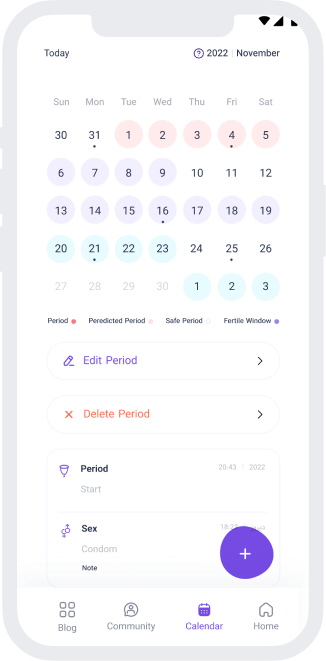 Today 2022 November
Sun Mon Tue Wed Thu Fri Sat
30 31 1 2 3 4 5
6 7 8 9 10 11 12
13 14 15 16 17 18 19
20 21 22 23 24 25 26
27 28 29 30 1 2 3
Period Peredicted Period Safe Period Fertile Window
Edit Period
Delete Period
Period 20:43 2022
Start
Sex
Condom
Note
Blog Community Calendar Home